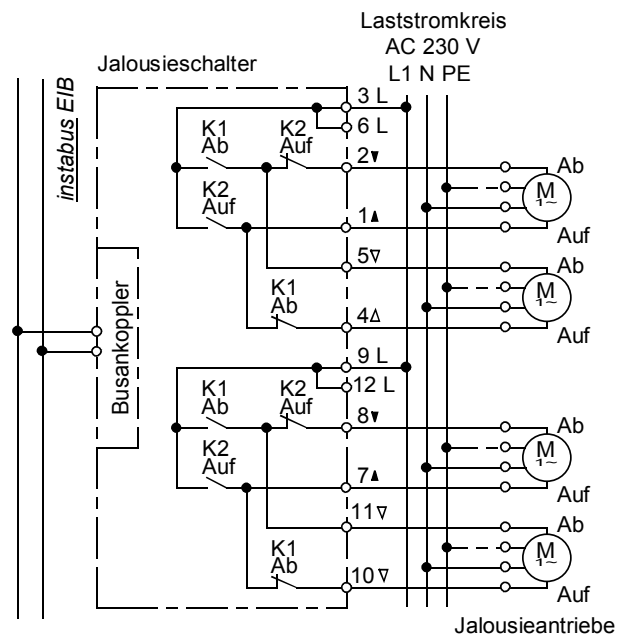 Laststromkreis
AC 230 V
L1 N PE
Jalousieschalter
instabus EIB
3 L
6 L
K1
Ab
K2
Auf
2▼
Ab
M
1~
K2
Auf
1▲
Auf
5▽
Ab
K1
Ab
M
1~
4△
Auf
Busankoppler
9 L
12 L
K1
Ab
K2
Auf
8▼
Ab
M
1~
K2
Auf
7▲
Auf
11▽
Ab
K1
Ab
M
1~
10▽
Auf
Jalousieantriebe